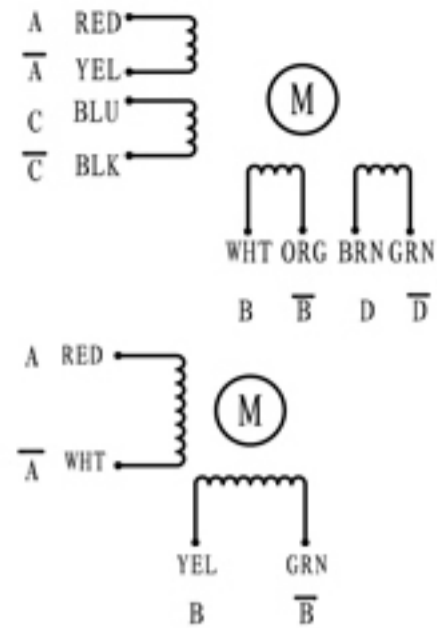 A RED
A̅ YEL
C BLU
C̅ BLK
M
WHT ORG BRN GRN
B B̅ D D̅
A RED
M
A̅ WHT
YEL GRN
B B̅